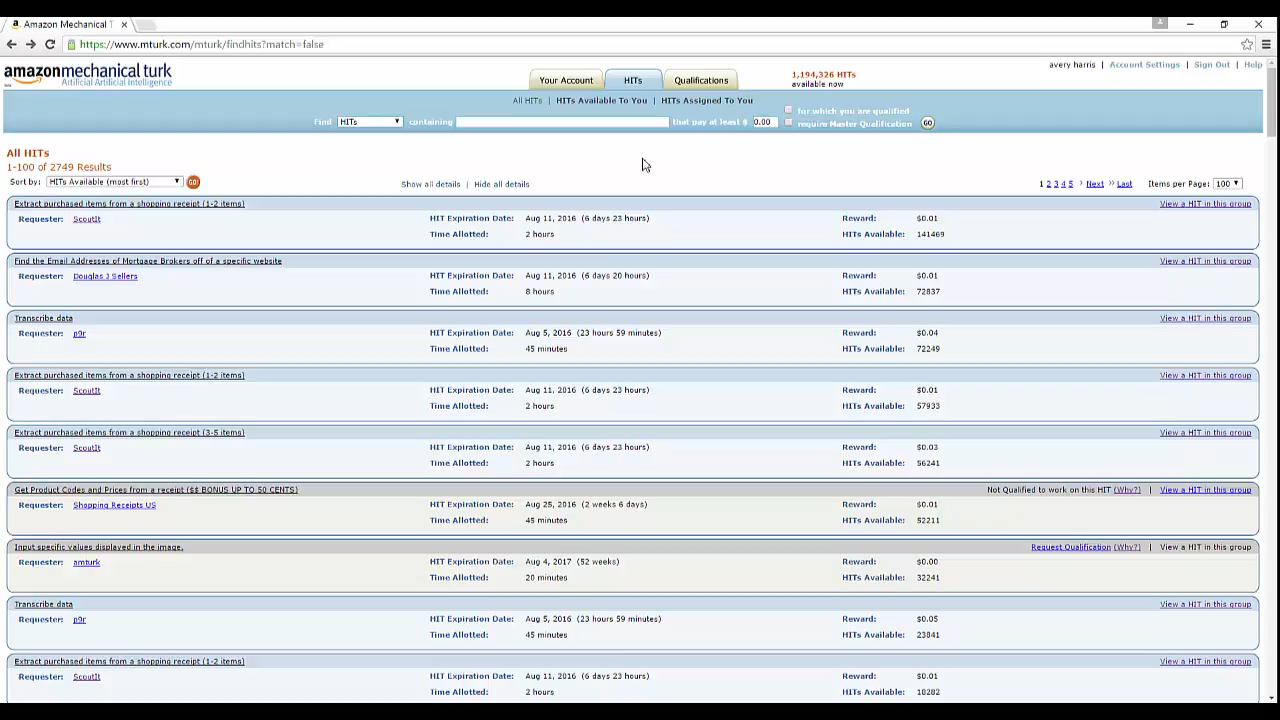 Amazon Mechanical T
https://www.mturk.com/mturk/findhits?match=false
amazonmechanical turk
Artificial Artificial Intelligence
Your Account HITs Qualifications
1,194,326 HITs
available now
avery harris | Account Settings | Sign Out | Help
All HITs | HITs Available To You | HITs Assigned To You
Find HITs containing that pay at least $ 0.00
for which you are qualified
require Master Qualification GO
All HITs
1-100 of 2749 Results
Sort by: HITs Available (most first) GO!
Show all details | Hide all details
1 2 3 4 5 › Next » Last Items per Page: 100
Extract purchased items from a shopping receipt (1-2 items) View a HIT in this group
Requester: ScoutIt HIT Expiration Date: Aug 11, 2016 (6 days 23 hours) Reward: $0.01
Time Allotted: 2 hours HITs Available: 141469
Find the Email Addresses of Mortgage Brokers off of a specific website View a HIT in this group
Requester: Douglas J Sellers HIT Expiration Date: Aug 11, 2016 (6 days 20 hours) Reward: $0.01
Time Allotted: 8 hours HITs Available: 72837
Transcribe data View a HIT in this group
Requester: p9r HIT Expiration Date: Aug 5, 2016 (23 hours 59 minutes) Reward: $0.04
Time Allotted: 45 minutes HITs Available: 72249
Extract purchased items from a shopping receipt (1-2 items) View a HIT in this group
Requester: ScoutIt HIT Expiration Date: Aug 11, 2016 (6 days 23 hours) Reward: $0.01
Time Allotted: 2 hours HITs Available: 57933
Extract purchased items from a shopping receipt (3-5 items) View a HIT in this group
Requester: ScoutIt HIT Expiration Date: Aug 11, 2016 (6 days 23 hours) Reward: $0.03
Time Allotted: 2 hours HITs Available: 56241
Get Product Codes and Prices from a receipt ($$ BONUS UP TO 50 CENTS) Not Qualified to work on this HIT (Why?) | View a HIT in this group
Requester: Shopping Receipts US HIT Expiration Date: Aug 25, 2016 (2 weeks 6 days) Reward: $0.01
Time Allotted: 45 minutes HITs Available: 52211
Input specific values displayed in the image. Request Qualification (Why?) | View a HIT in this group
Requester: amturk HIT Expiration Date: Aug 4, 2017 (52 weeks) Reward: $0.00
Time Allotted: 20 minutes HITs Available: 32241
Transcribe data View a HIT in this group
Requester: p9r HIT Expiration Date: Aug 5, 2016 (23 hours 59 minutes) Reward: $0.05
Time Allotted: 45 minutes HITs Available: 23841
Extract purchased items from a shopping receipt (1-2 items) View a HIT in this group
Requester: ScoutIt HIT Expiration Date: Aug 11, 2016 (6 days 23 hours) Reward: $0.01
Time Allotted: 2 hours HITs Available: 18282